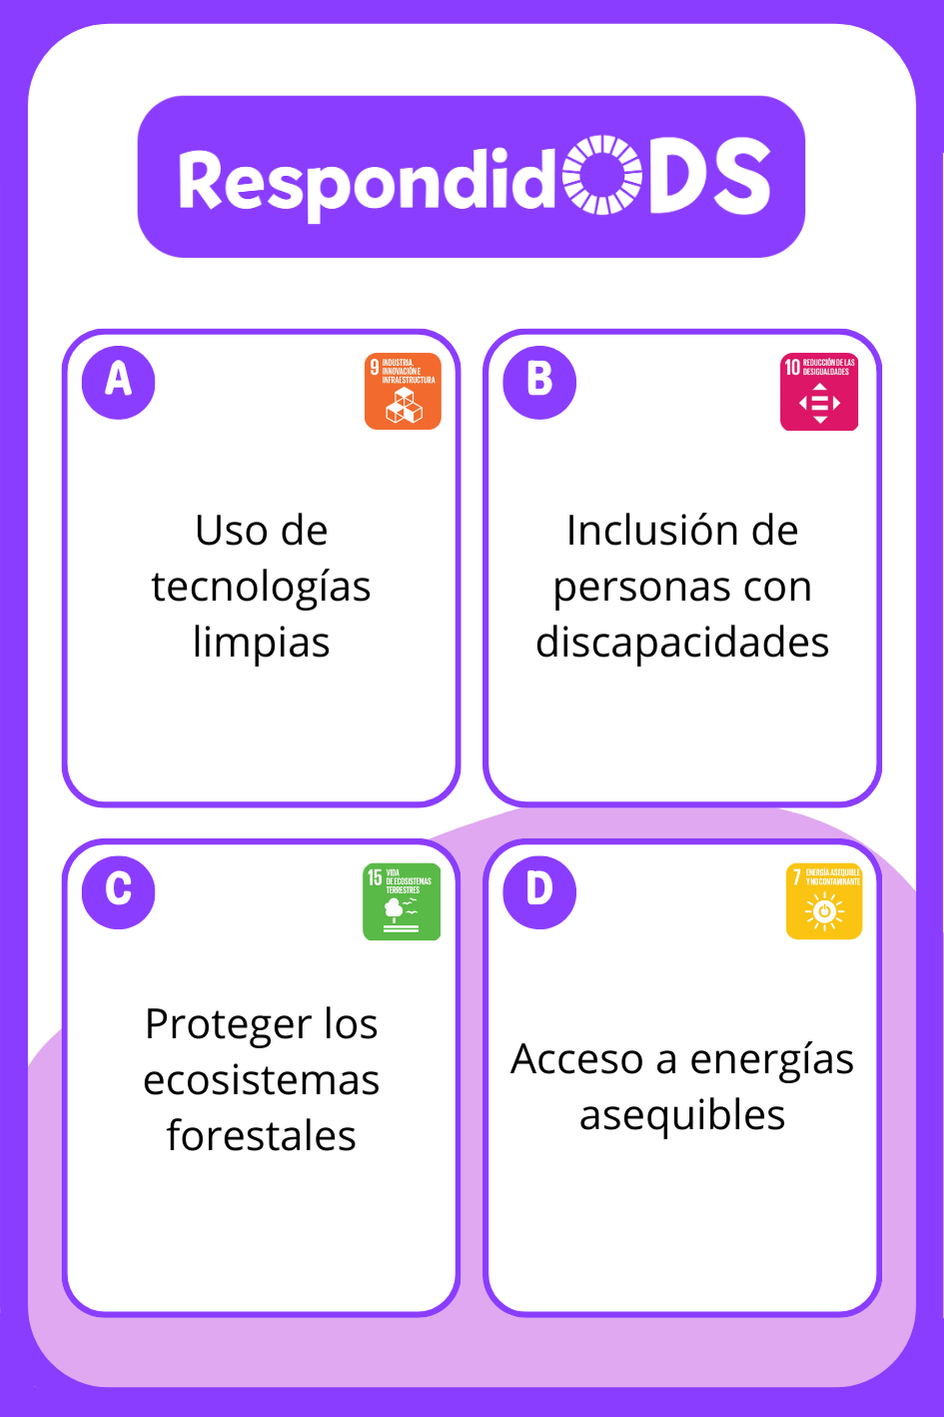 RespondidODS
A
9 INDUSTRIA,
INNOVACIÓN E
INFRAESTRUCTURA
Uso de
tecnologías
limpias
B
10 REDUCCIÓN DE LAS
DESIGUALDADES
Inclusión de
personas con
discapacidades
C
15 VIDA
DE ECOSISTEMAS
TERRESTRES
Proteger los
ecosistemas
forestales
D
7 ENERGÍA ASEQUIBLE
Y NO CONTAMINANTE
Acceso a energías
asequibles